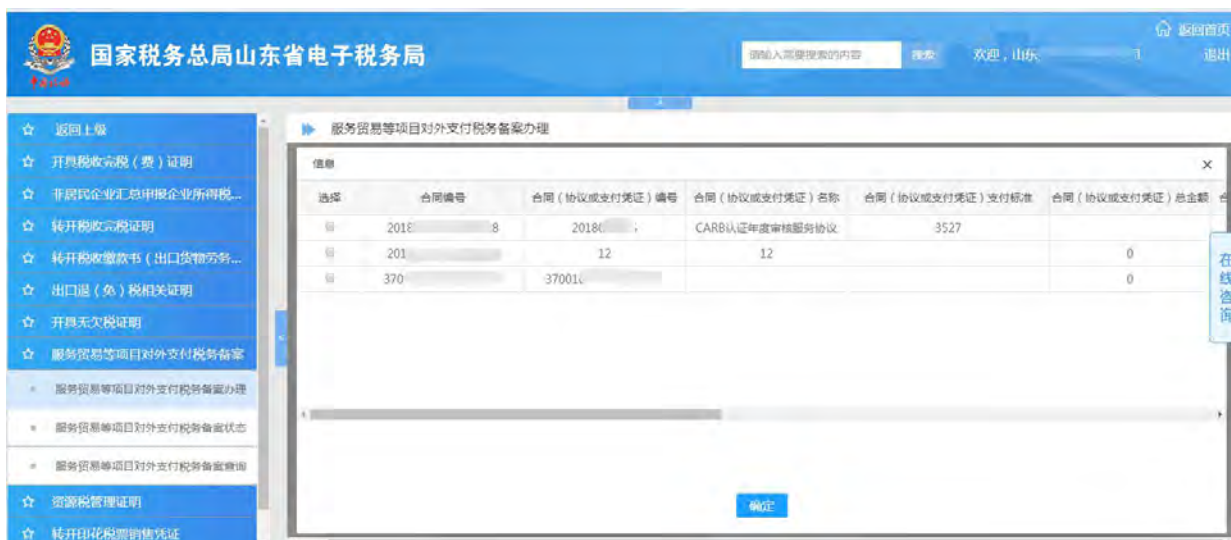 返回首页
国家税务总局山东省电子税务局
请输入需要搜索的内容 搜索 欢迎，山东 退出
返回上级
开具税收完税（费）证明
非居民企业汇总申报企业所得税...
转开税收完税证明
转开税收缴款书（出口货物劳务...
出口退（免）税相关证明
开具无欠税证明
服务贸易等项目对外支付税务备案
服务贸易等项目对外支付税务备案办理
服务贸易等项目对外支付税务备案状态
服务贸易等项目对外支付税务备案查询
资源税管理证明
转开印花税票销售凭证
服务贸易等项目对外支付税务备案办理
信息 ×
选择 合同编号 合同（协议或支付凭证）编号 合同（协议或支付凭证）名称 合同（协议或支付凭证）支付标准 合同（协议或支付凭证）总金额 合
2018 8 2018 CARB认证年度审核服务协议 3527
201 12 12 0
370 37001 0
确定
在线咨询